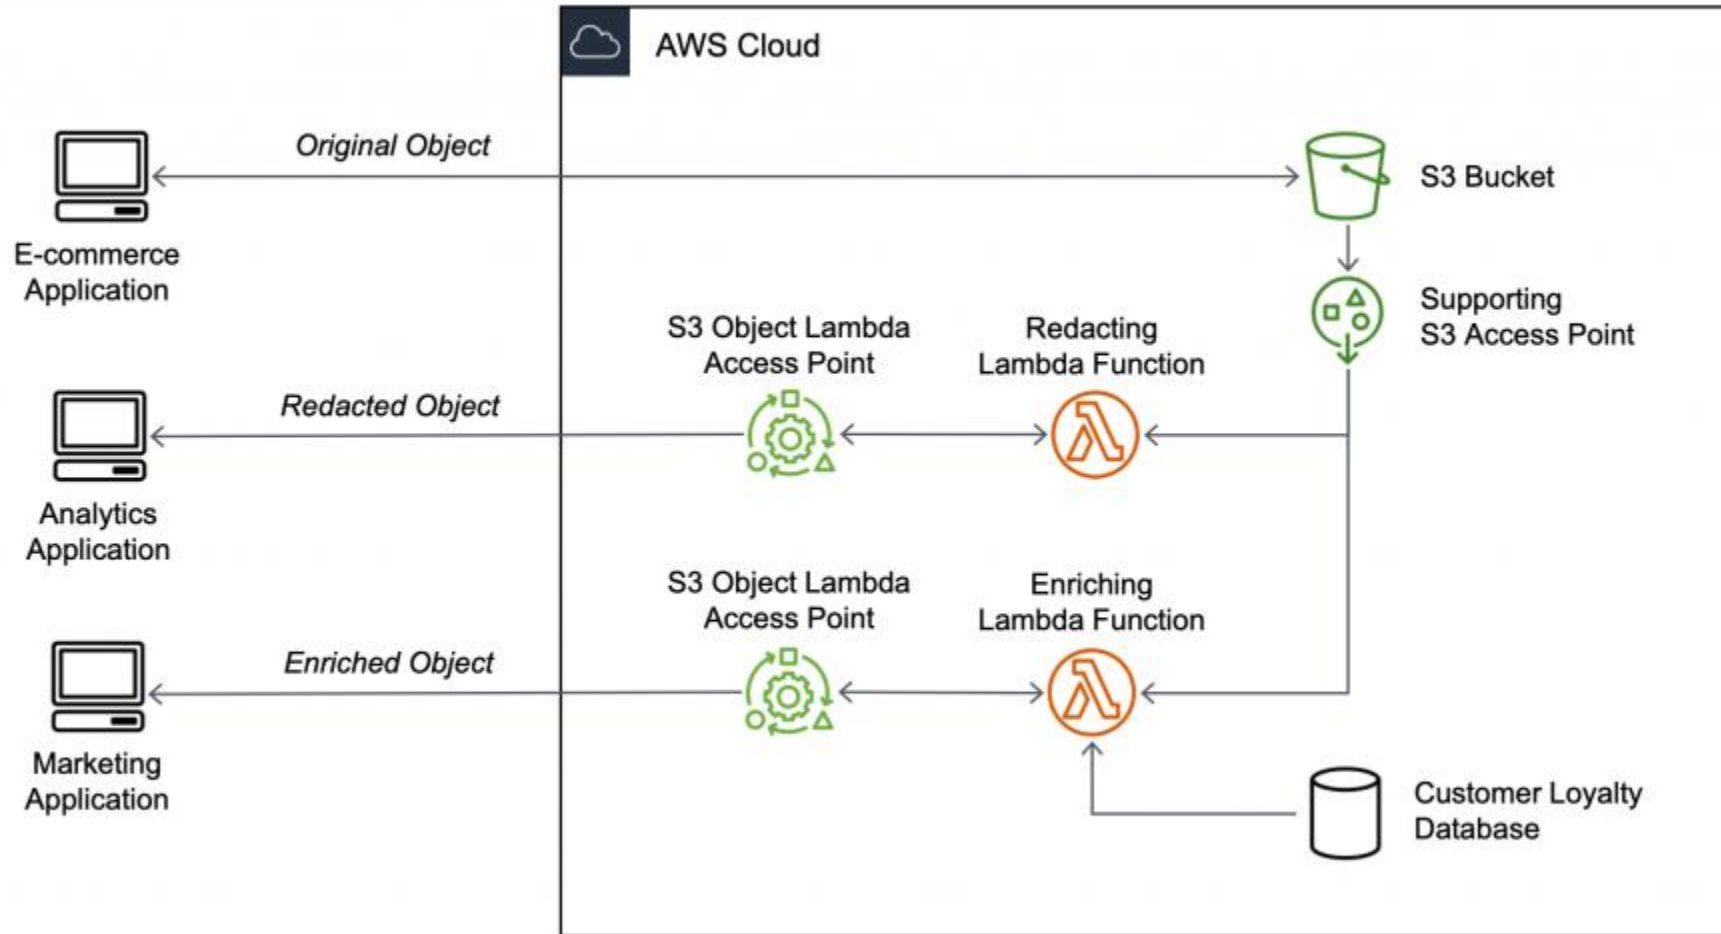 AWS Cloud
Original Object
S3 Bucket
E-commerce
Application
Supporting
S3 Access Point
S3 Object Lambda
Access Point
Redacting
Lambda Function
Redacted Object
Analytics
Application
S3 Object Lambda
Access Point
Enriching
Lambda Function
Enriched Object
Marketing
Application
Customer Loyalty
Database